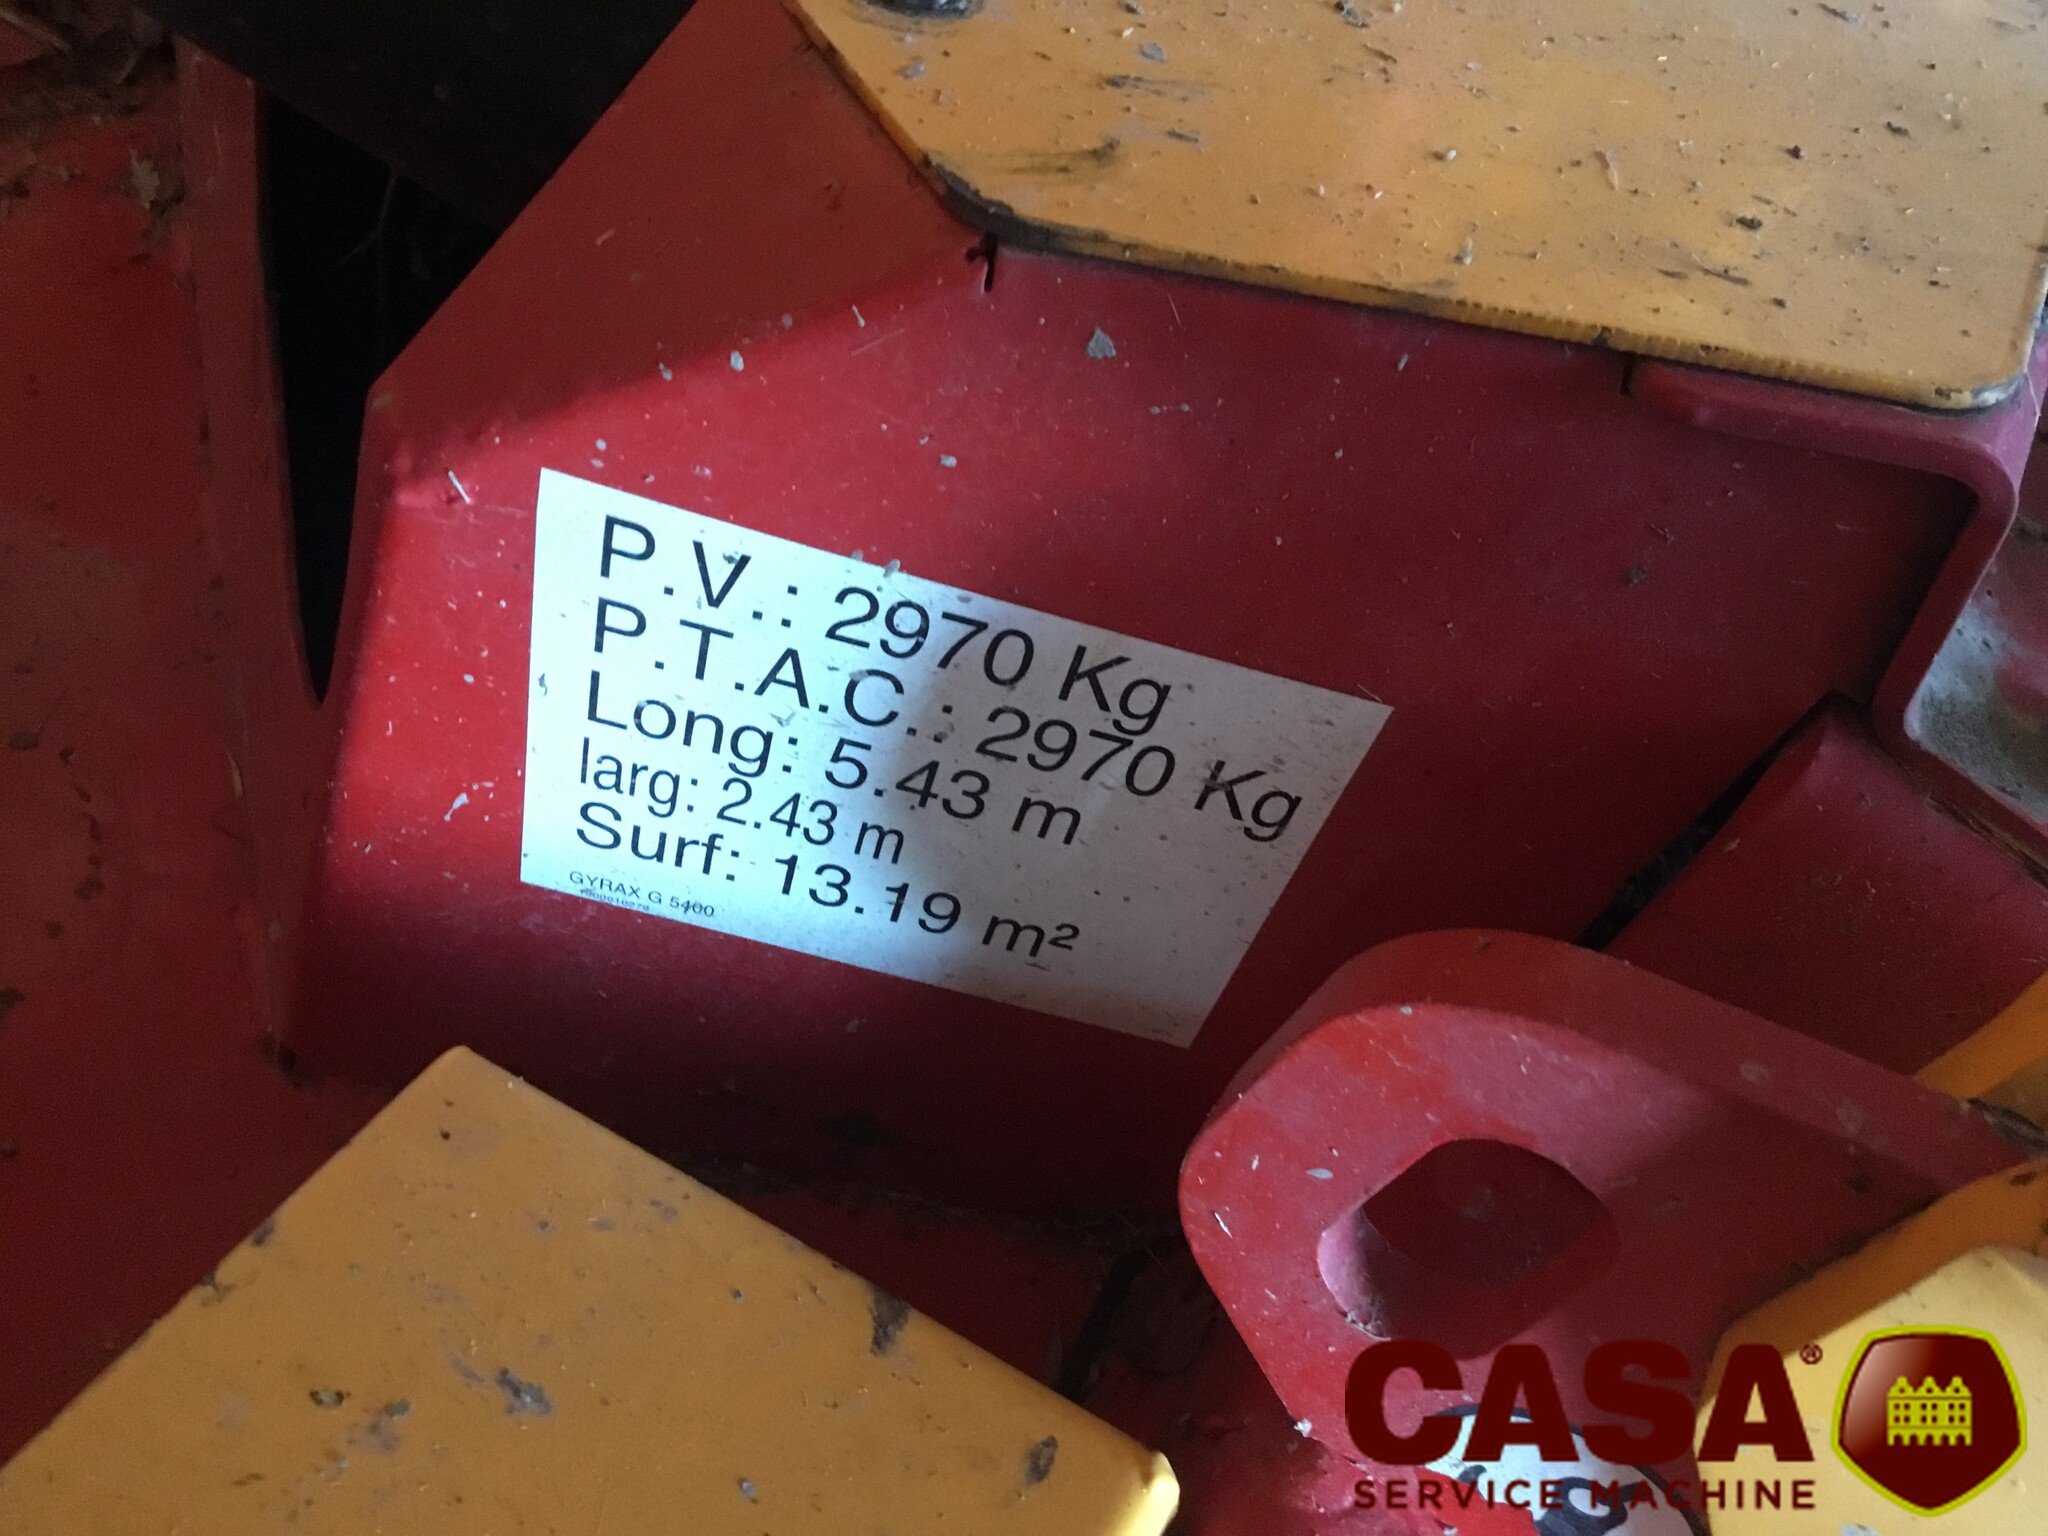 P.V.: 2970 Kg
P.T.A.C.: 2970 Kg
Long: 5.43 m
larg: 2.43 m
Surf: 13.19 m²
GYRAX G 5400
CASA®
SERVICE MACHINE